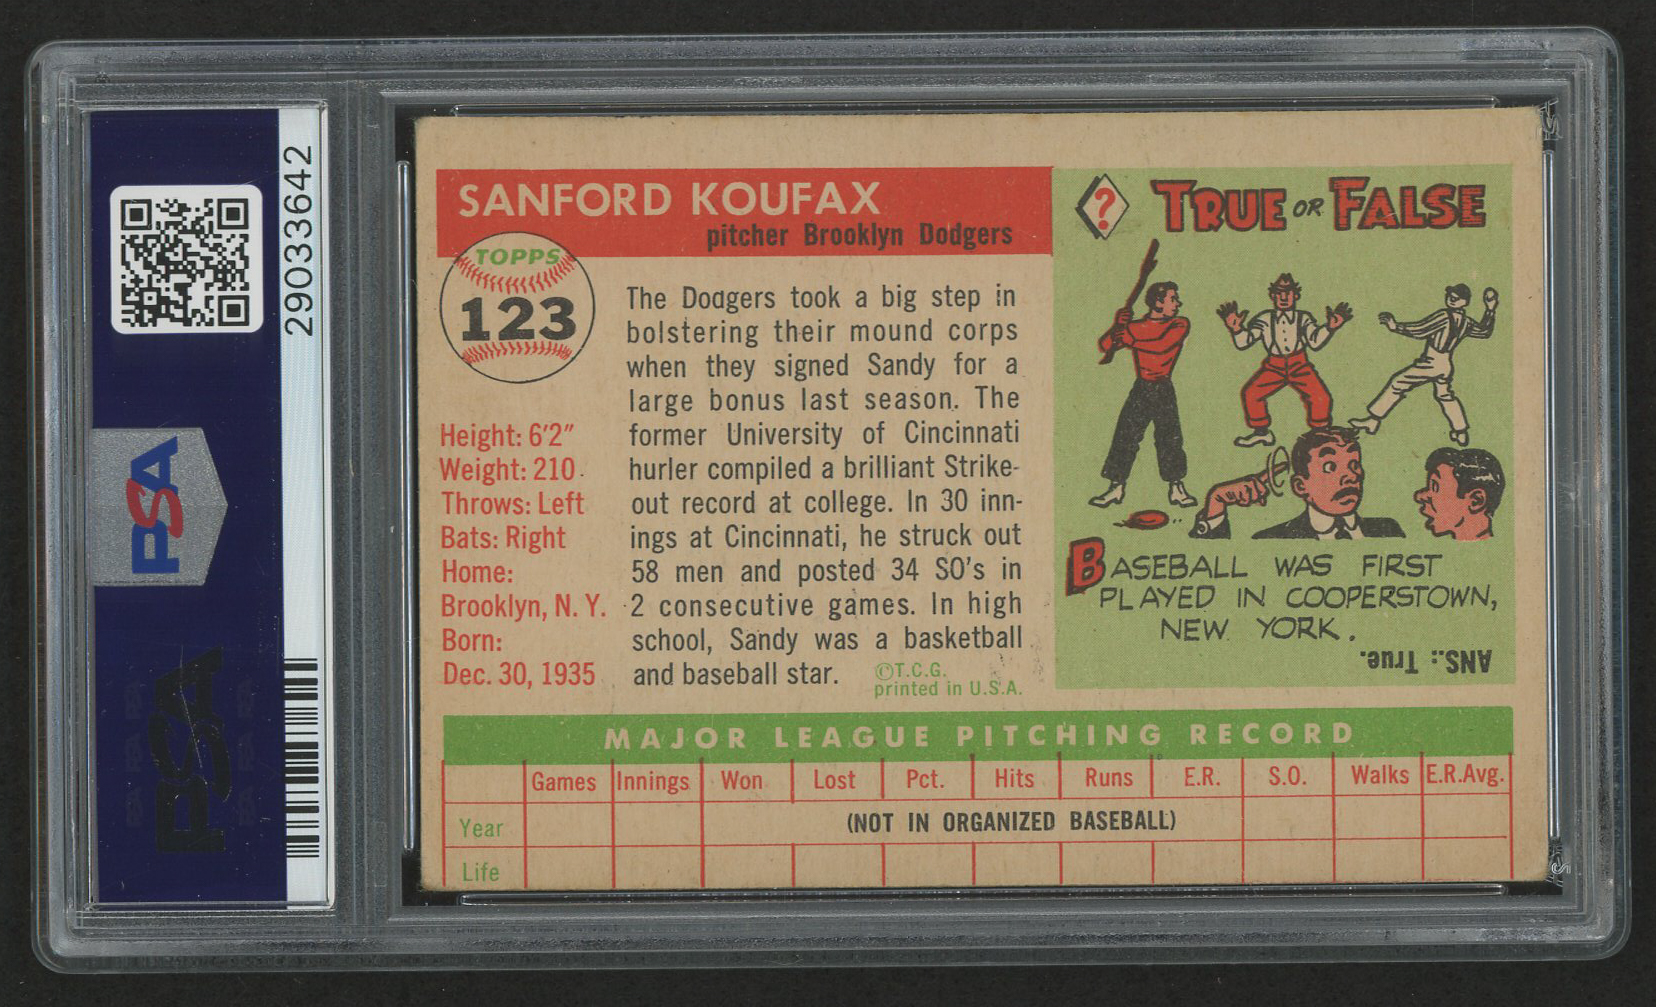 29033642
PSA
PSA
SANFORD KOUFAX
pitcher Brooklyn Dodgers
TOPPS
123
Height: 6'2"
Weight: 210
Throws: Left
Bats: Right
Home:
Brooklyn, N. Y.
Born:
Dec. 30, 1935
The Dodgers took a big step in
bolstering their mound corps
when they signed Sandy for a
large bonus last season. The
former University of Cincinnati
hurler compiled a brilliant Strike-
out record at college. In 30 inn-
ings at Cincinnati, he struck out
58 men and posted 34 SO's in
2 consecutive games. In high
school, Sandy was a basketball
and baseball star.
©T.C.G.
printed in U.S.A.
?
TRUE OR FALSE
BASEBALL WAS FIRST
PLAYED IN COOPERSTOWN,
NEW YORK.
ANS.: True.
MAJOR LEAGUE PITCHING RECORD
Games Innings Won Lost Pct. Hits Runs E.R. S.O. Walks E.R.Avg.
Year (NOT IN ORGANIZED BASEBALL)
Life